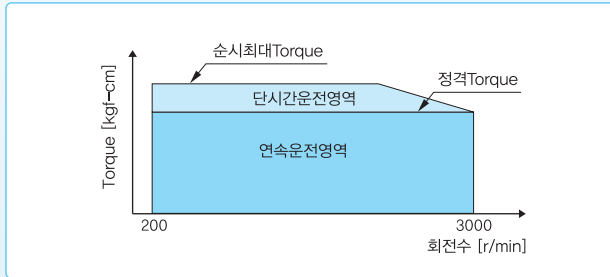 순시최대Torque
정격Torque
단시간운전영역
연속운전영역
Torque [kgf-cm]
200
3000
회전수 [r/min]